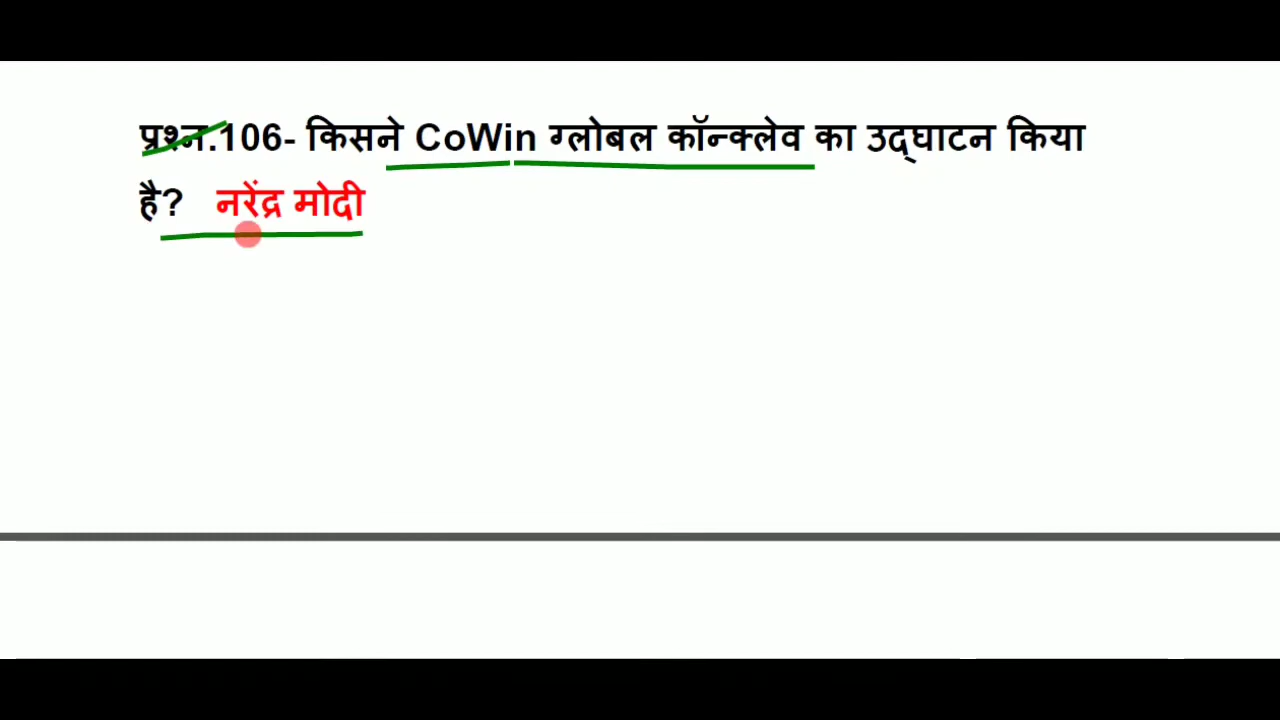 प्रश्न.106- किसने CoWin ग्लोबल कॉन्क्लेव का उद्घाटन किया
है? नरेंद्र मोदी